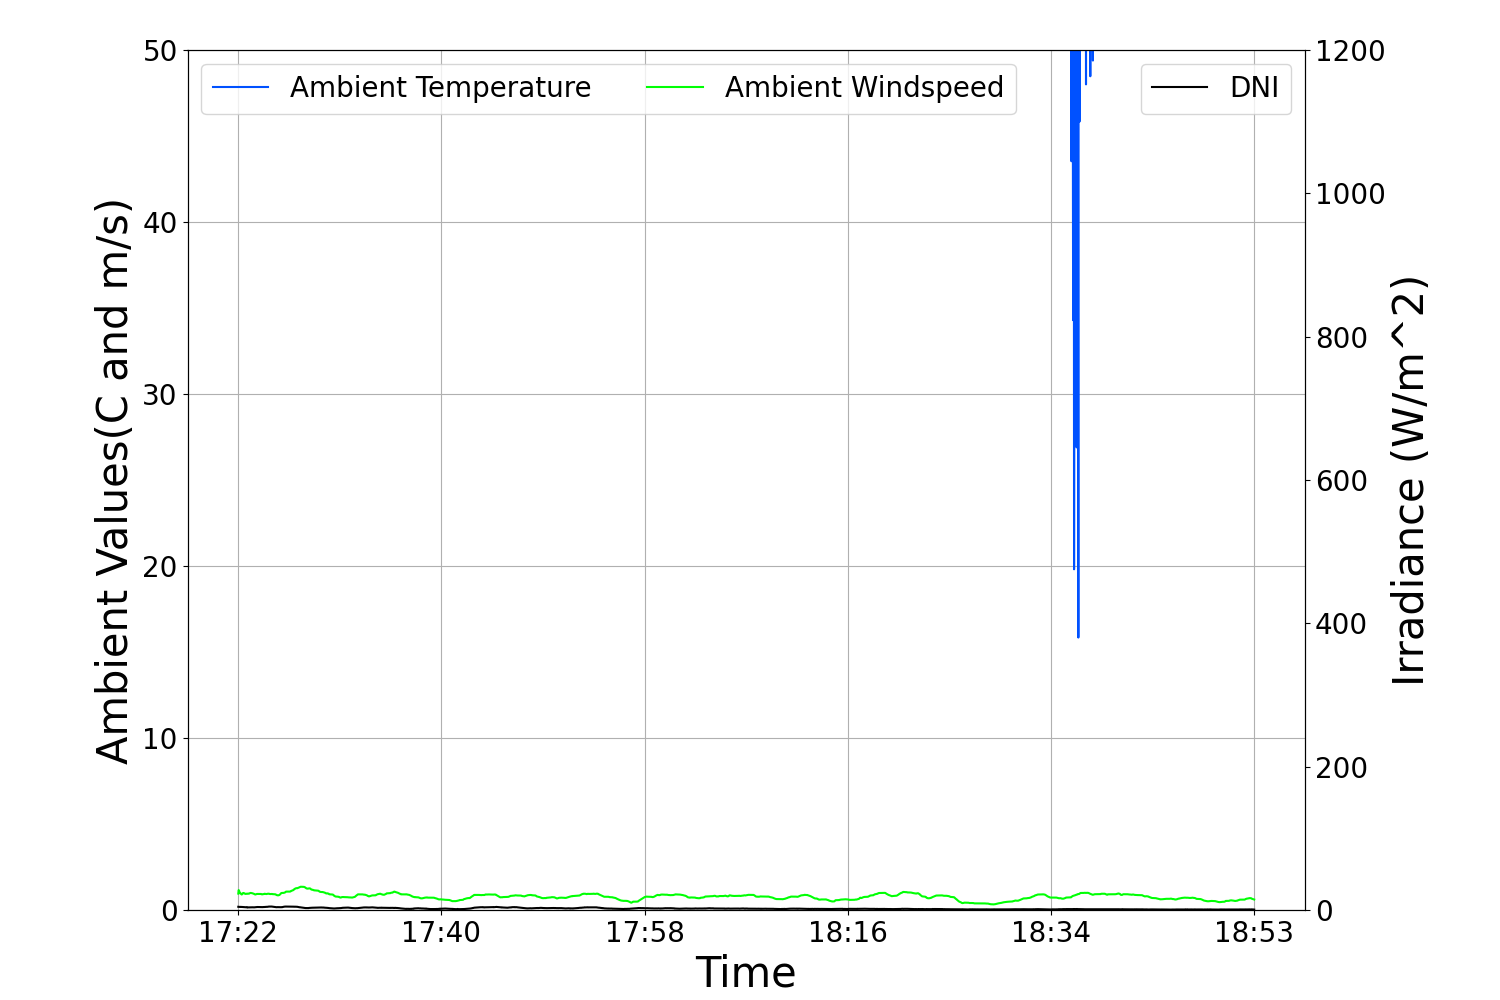 Ambient Temperature Ambient Windspeed DNI
50
40
30
20
10
0
Ambient Values(C and m/s)
1200
1000
800
600
400
200
0
Irradiance (W/m^2)
17:22 17:40 17:58 18:16 18:34 18:53
Time